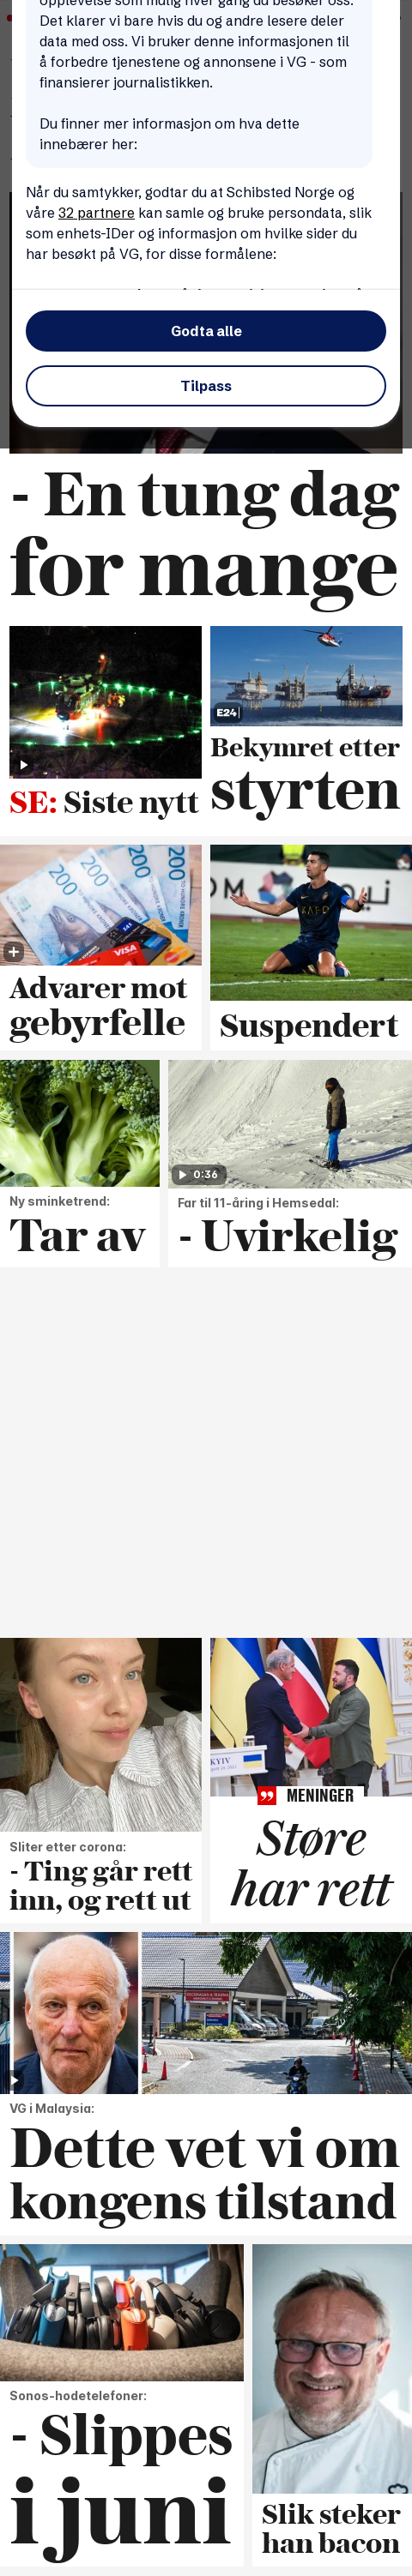 opplevelse som mulig hver gang du besøker oss.
Det klarer vi bare hvis du og andre lesere deler
data med oss. Vi bruker denne informasjonen til
å forbedre tjenestene og annonsene i VG - som
finansierer journalistikken.
Du finner mer informasjon om hva dette
innebærer her:
Når du samtykker, godtar du at Schibsted Norge og
våre 32 partnere kan samle og bruke persondata, slik
som enhets-IDer og informasjon om hvilke sider du
har besøkt på VG, for disse formålene:
Godta alle
Tilpass
- En tung dag
for mange
SE: Siste nytt
E24
Bekymret etter
styrten
Advarer mot
gebyrfelle
Suspendert
Ny sminketrend:
Tar av
0:36
Far til 11-åring i Hemsedal:
- Uvirkelig
Sliter etter corona:
- Ting går rett
inn, og rett ut
MENINGER
Støre
har rett
VG i Malaysia:
Dette vet vi om
kongens tilstand
Sonos-hodetelefoner:
- Slippes
i juni
Slik steker
han bacon